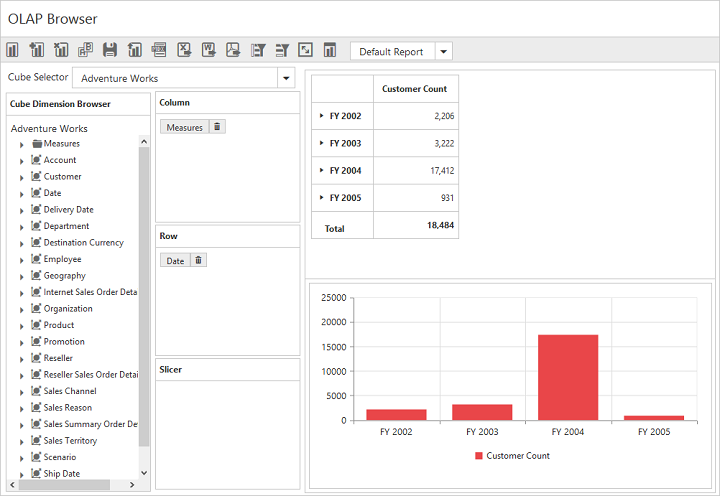 OLAP Browser
Default Report
Cube Selector
Adventure Works
Cube Dimension Browser
Adventure Works
Measures
Account
Customer
Date
Delivery Date
Department
Destination Currency
Employee
Geography
Internet Sales Order Deta
Organization
Product
Promotion
Reseller
Reseller Sales Order Detai
Sales Channel
Sales Reason
Sales Summary Order De
Sales Territory
Scenario
Ship Date
Column
Measures
Row
Date
Slicer
Customer Count
FY 2002 2,206
FY 2003 3,222
FY 2004 17,412
FY 2005 931
Total 18,484
25000
20000
15000
10000
5000
0
FY 2002 FY 2003 FY 2004 FY 2005
Customer Count